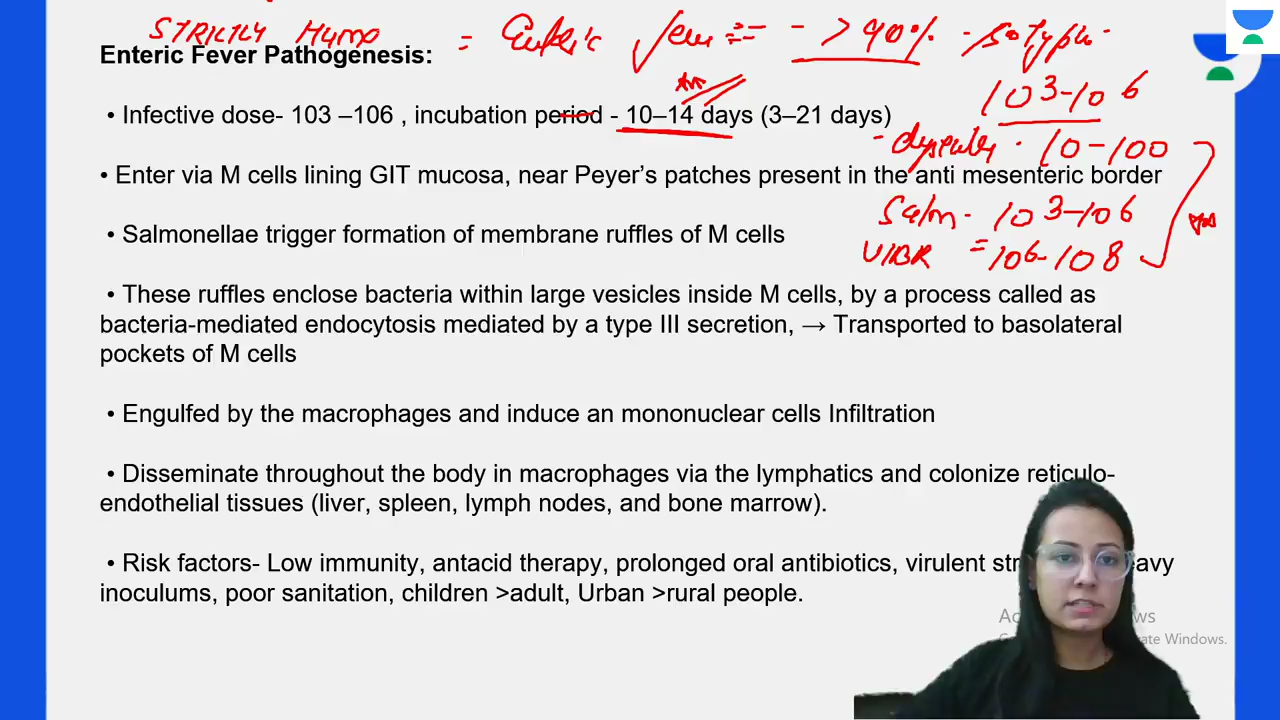 STRICTLY Huma
= Enteric fever == - >90% - So Typhi -
Enteric Fever Pathogenesis:
103-106
• Infective dose- 103 –106 , incubation period - 10–14 days (3–21 days)
- dysentery - 10-100
• Enter via M cells lining GIT mucosa, near Peyer’s patches present in the anti mesenteric border
Salm - 103-106
• Salmonellae trigger formation of membrane ruffles of M cells
VIBR = 106-108
• These ruffles enclose bacteria within large vesicles inside M cells, by a process called as
bacteria-mediated endocytosis mediated by a type III secretion, → Transported to basolateral
pockets of M cells
• Engulfed by the macrophages and induce an mononuclear cells Infiltration
• Disseminate throughout the body in macrophages via the lymphatics and colonize reticulo-
endothelial tissues (liver, spleen, lymph nodes, and bone marrow).
• Risk factors- Low immunity, antacid therapy, prolonged oral antibiotics, virulent
inoculums, poor sanitation, children >adult, Urban >rural people.